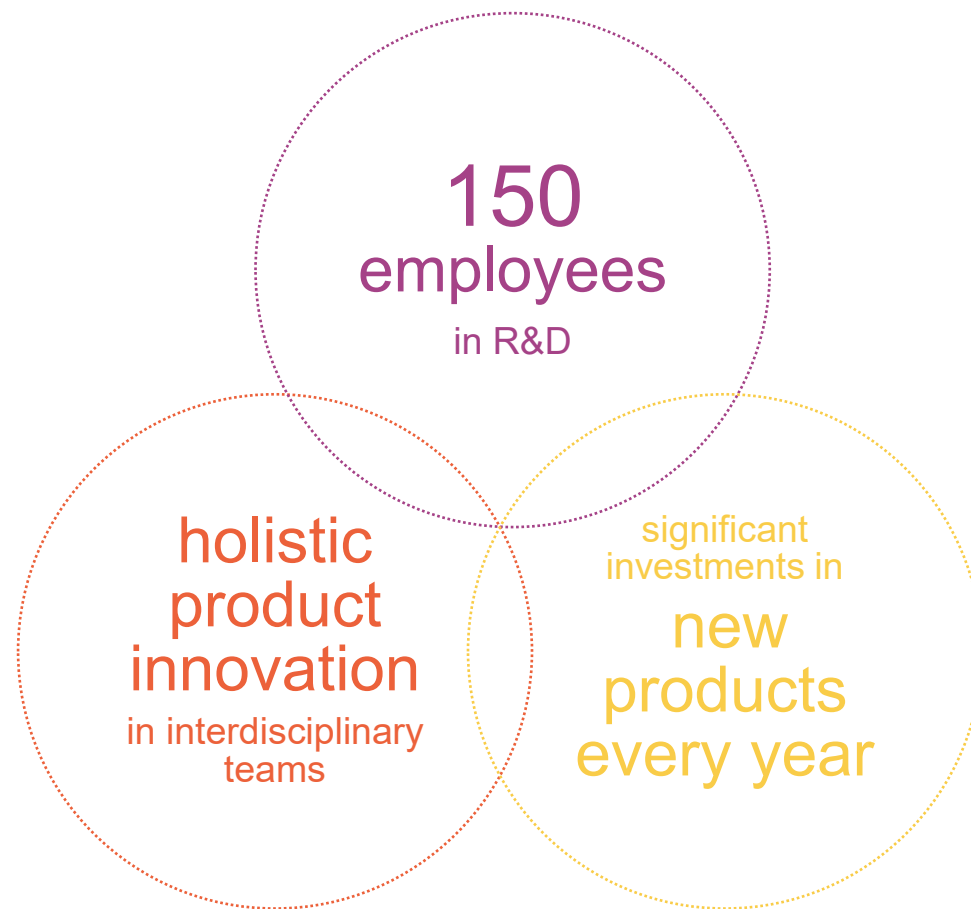 150
employees
in R&D
holistic
product
innovation
in interdisciplinary
teams
significant
investments in
new
products
every year